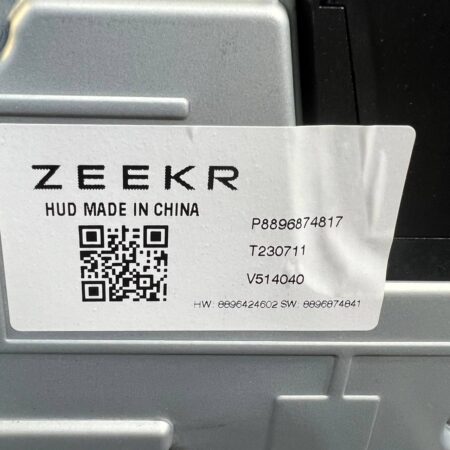 ZEEKR
HUD MADE IN CHINA
P8896874817
T230711
V514040
HW: 8896424602 SW: 8896874841